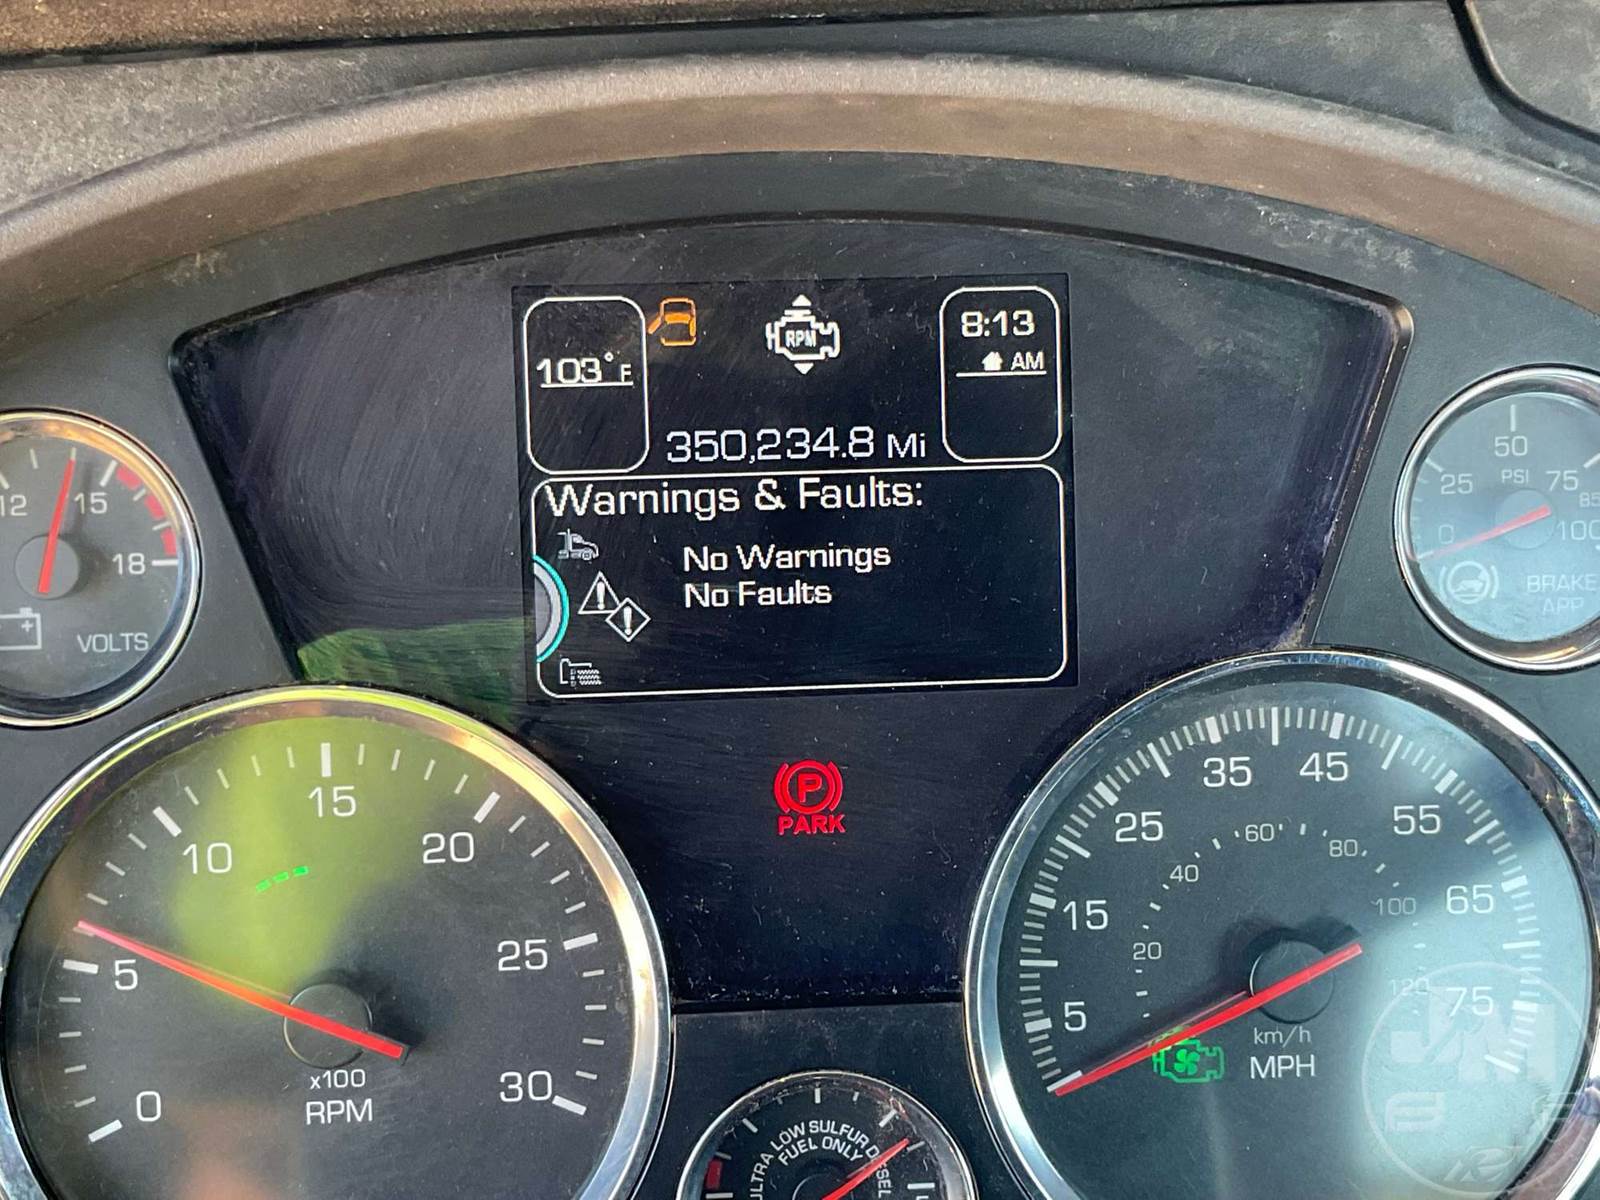 103°F
RPM
8:13
AM
350,234.8 Mi
Warnings & Faults:
No Warnings
No Faults
12
15
18
VOLTS
0
25
50
75
100
PSI
BRAKE
APP
P
PARK
0
5
10
15
20
25
30
x100
RPM
5
15
25
35
45
55
65
75
20
40
60
80
100
120
km/h
MPH
ULTRA LOW SULFUR DIESEL
FUEL ONLY
JM